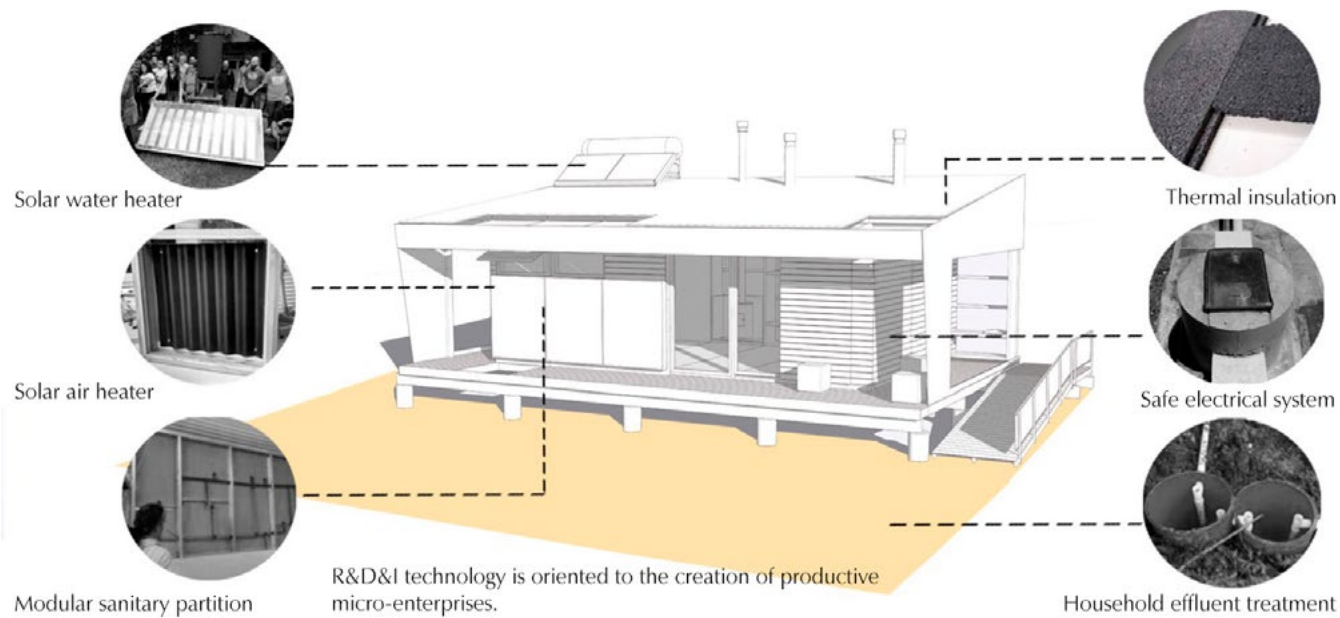 Solar water heater
Thermal insulation
Solar air heater
Safe electrical system
Modular sanitary partition
R&D&I technology is oriented to the creation of productive
micro-enterprises.
Household effluent treatment